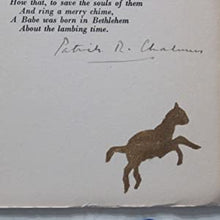 How that, to save the souls of them
And ring a merry chime,
A Babe was born in Bethlehem
About the lambing time.
Patrick R. Chalmers